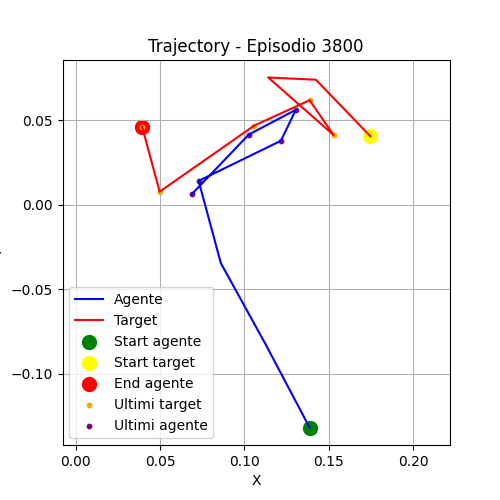 Trajectory - Episodio 3800
0.05
0.00
−0.05
−0.10
Agente
Target
Start agente
Start target
End agente
Ultimi target
Ultimi agente
0.00 0.05 0.10 0.15 0.20
X